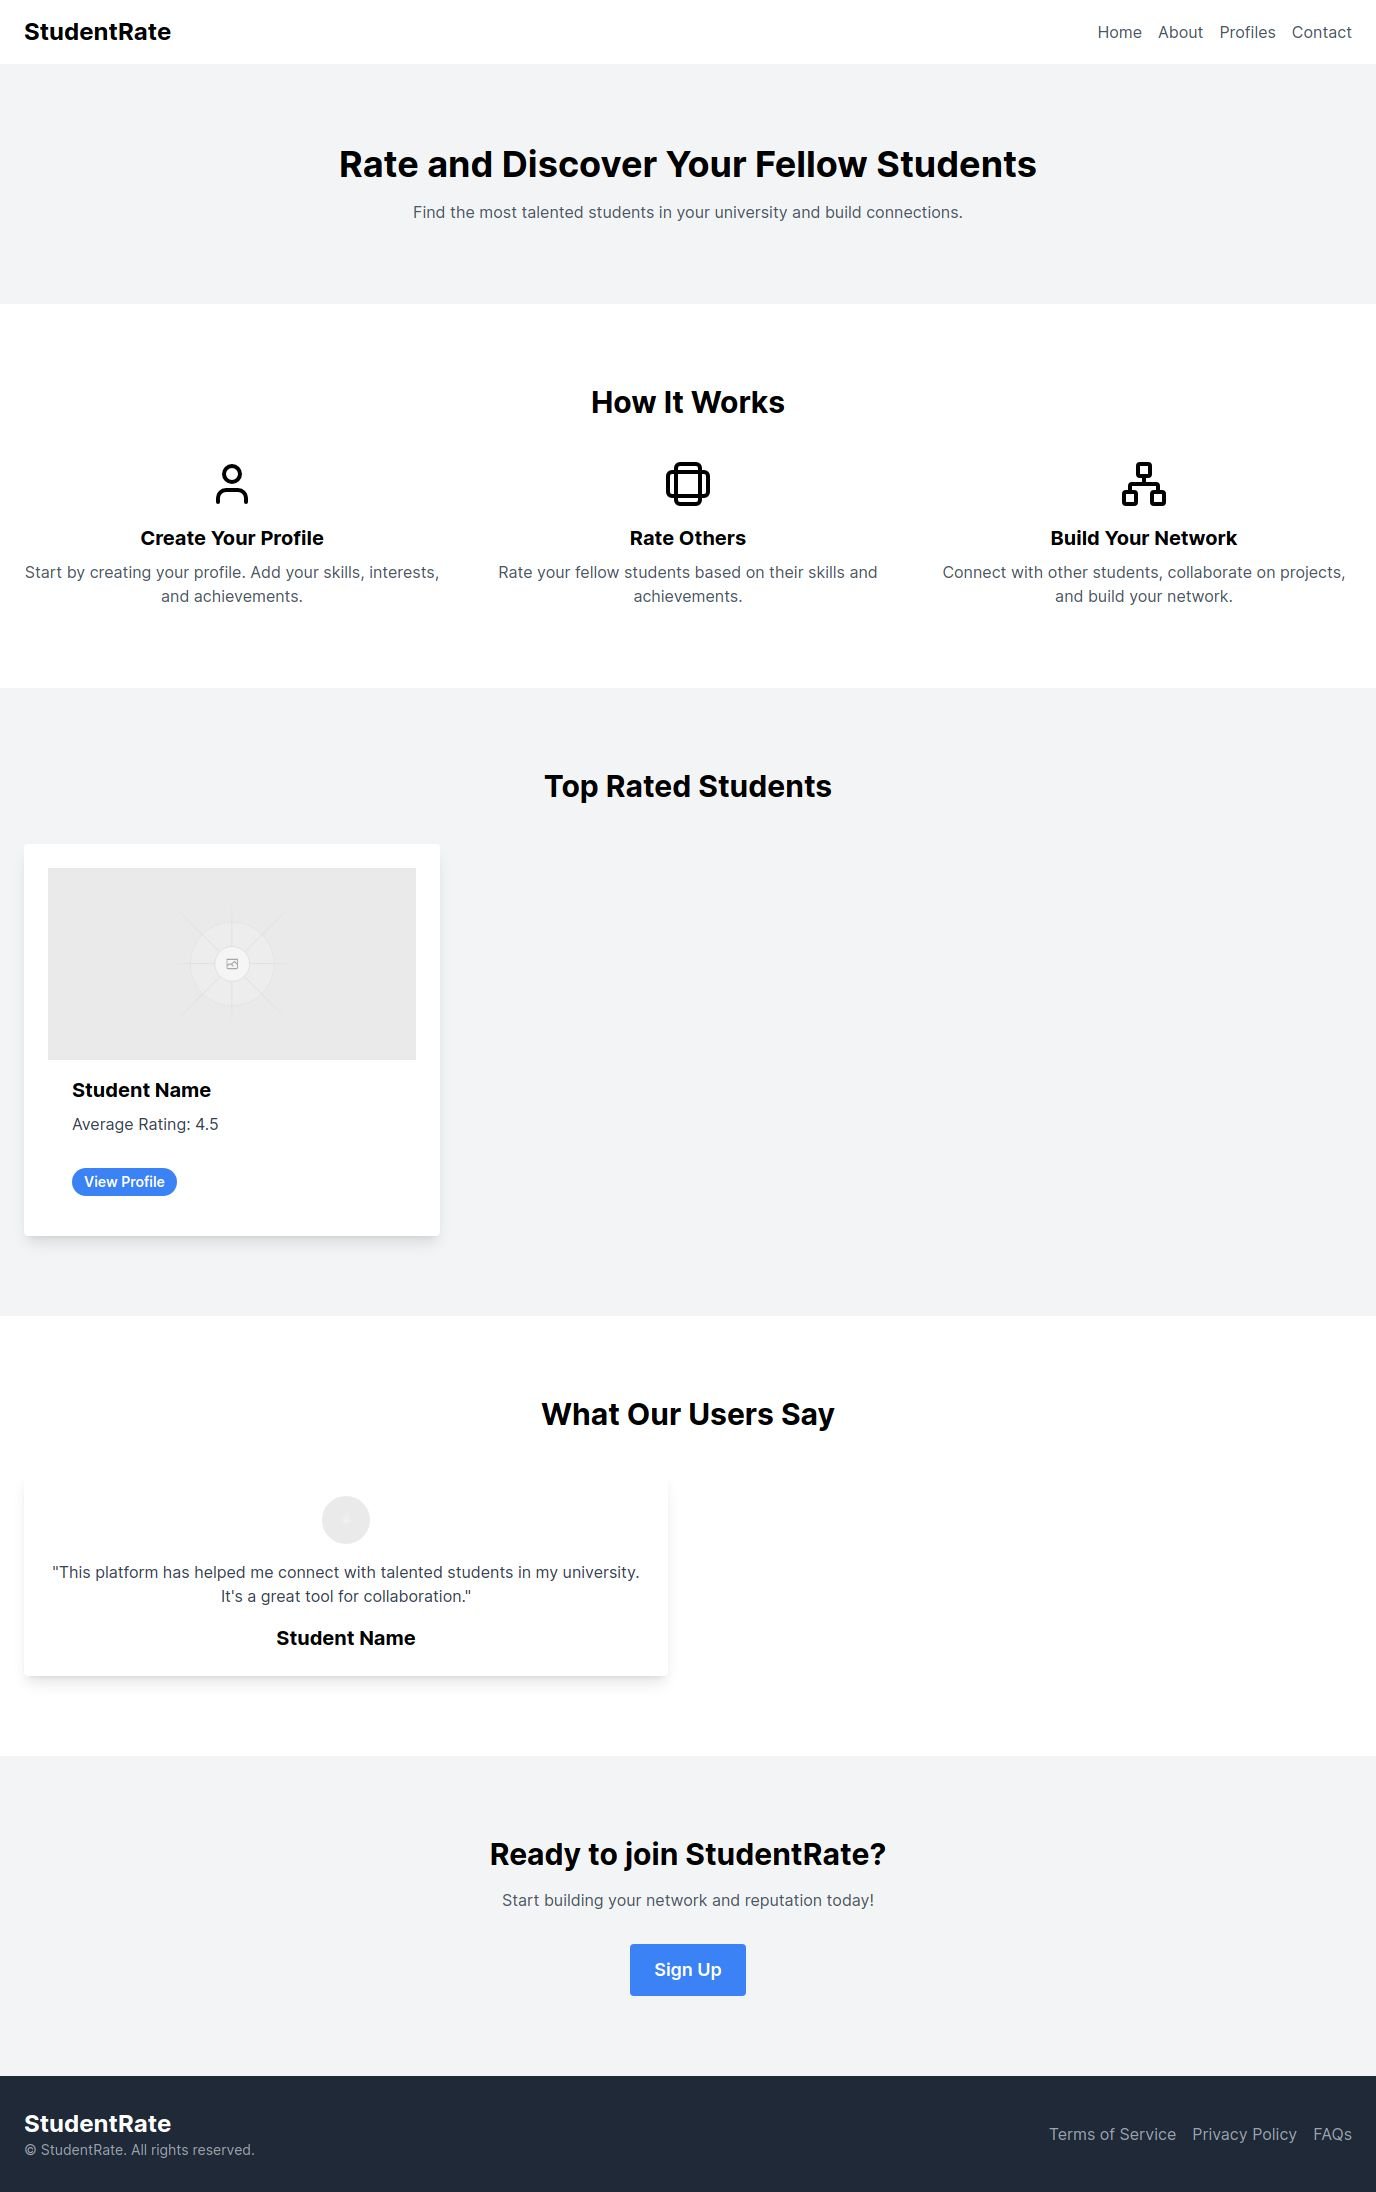 StudentRate
Home About Profiles Contact
Rate and Discover Your Fellow Students
Find the most talented students in your university and build connections.
How It Works
Create Your Profile
Start by creating your profile. Add your skills, interests,
and achievements.
Rate Others
Rate your fellow students based on their skills and
achievements.
Build Your Network
Connect with other students, collaborate on projects,
and build your network.
Top Rated Students
Student Name
Average Rating: 4.5
View Profile
What Our Users Say
"This platform has helped me connect with talented students in my university.
It's a great tool for collaboration."
Student Name
Ready to join StudentRate?
Start building your network and reputation today!
Sign Up
StudentRate
© StudentRate. All rights reserved.
Terms of Service Privacy Policy FAQs